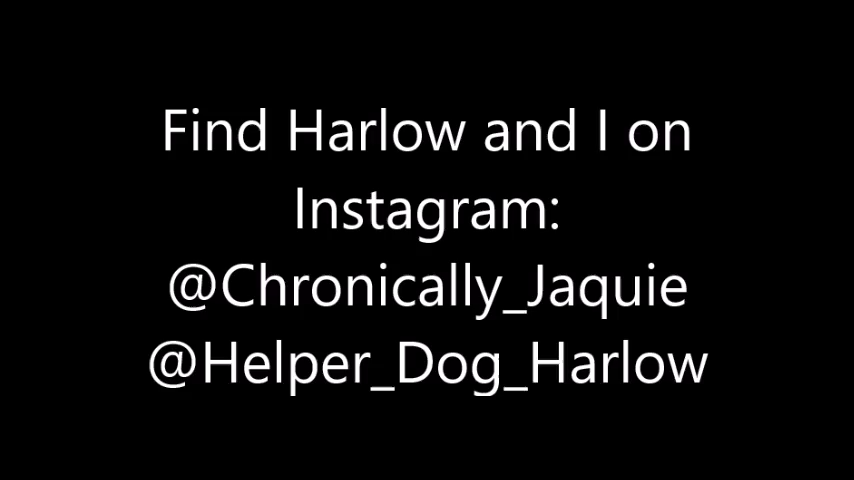 Find Harlow and I on
Instagram:
@Chronically_Jaquie
@Helper_Dog_Harlow